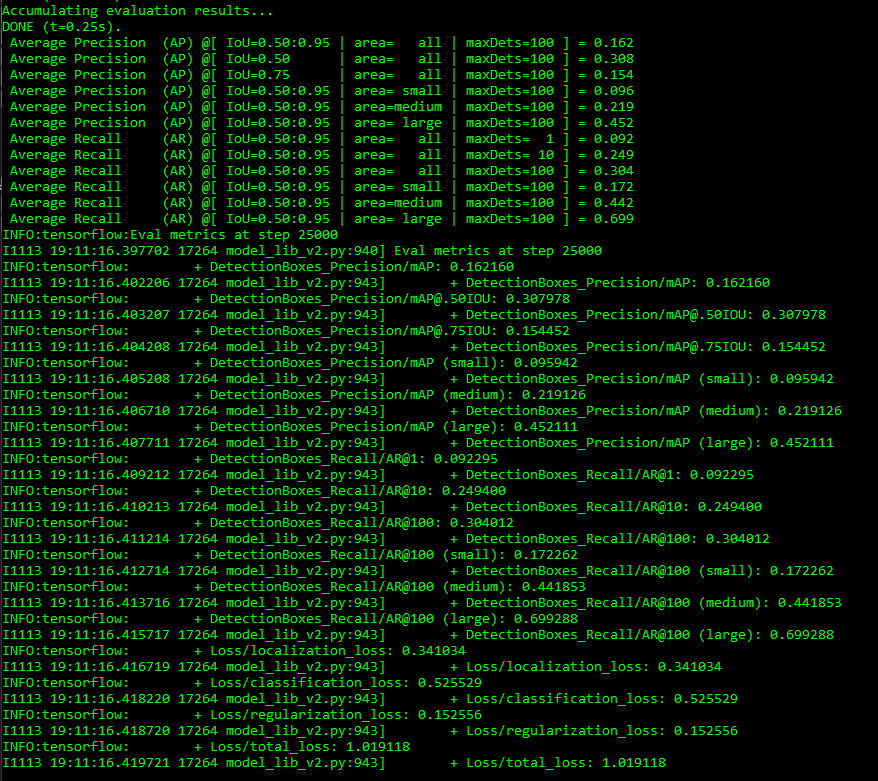 Accumulating evaluation results...
DONE (t=0.25s).
 Average Precision  (AP) @[ IoU=0.50:0.95 | area=   all | maxDets=100 ] = 0.162
 Average Precision  (AP) @[ IoU=0.50      | area=   all | maxDets=100 ] = 0.308
 Average Precision  (AP) @[ IoU=0.75      | area=   all | maxDets=100 ] = 0.154
 Average Precision  (AP) @[ IoU=0.50:0.95 | area= small | maxDets=100 ] = 0.096
 Average Precision  (AP) @[ IoU=0.50:0.95 | area=medium | maxDets=100 ] = 0.219
 Average Precision  (AP) @[ IoU=0.50:0.95 | area= large | maxDets=100 ] = 0.452
 Average Recall     (AR) @[ IoU=0.50:0.95 | area=   all | maxDets=  1 ] = 0.092
 Average Recall     (AR) @[ IoU=0.50:0.95 | area=   all | maxDets= 10 ] = 0.249
 Average Recall     (AR) @[ IoU=0.50:0.95 | area=   all | maxDets=100 ] = 0.304
 Average Recall     (AR) @[ IoU=0.50:0.95 | area= small | maxDets=100 ] = 0.172
 Average Recall     (AR) @[ IoU=0.50:0.95 | area=medium | maxDets=100 ] = 0.442
 Average Recall     (AR) @[ IoU=0.50:0.95 | area= large | maxDets=100 ] = 0.699
INFO:tensorflow:Eval metrics at step 25000
I1113 19:11:16.397702 17264 model_lib_v2.py:940] Eval metrics at step 25000
INFO:tensorflow:        + DetectionBoxes_Precision/mAP: 0.162160
I1113 19:11:16.402206 17264 model_lib_v2.py:943]        + DetectionBoxes_Precision/mAP: 0.162160
INFO:tensorflow:        + DetectionBoxes_Precision/mAP@.50IOU: 0.307978
I1113 19:11:16.403207 17264 model_lib_v2.py:943]        + DetectionBoxes_Precision/mAP@.50IOU: 0.307978
INFO:tensorflow:        + DetectionBoxes_Precision/mAP@.75IOU: 0.154452
I1113 19:11:16.404208 17264 model_lib_v2.py:943]        + DetectionBoxes_Precision/mAP@.75IOU: 0.154452
INFO:tensorflow:        + DetectionBoxes_Precision/mAP (small): 0.095942
I1113 19:11:16.405208 17264 model_lib_v2.py:943]        + DetectionBoxes_Precision/mAP (small): 0.095942
INFO:tensorflow:        + DetectionBoxes_Precision/mAP (medium): 0.219126
I1113 19:11:16.406710 17264 model_lib_v2.py:943]        + DetectionBoxes_Precision/mAP (medium): 0.219126
INFO:tensorflow:        + DetectionBoxes_Precision/mAP (large): 0.452111
I1113 19:11:16.407711 17264 model_lib_v2.py:943]        + DetectionBoxes_Precision/mAP (large): 0.452111
INFO:tensorflow:        + DetectionBoxes_Recall/AR@1: 0.092295
I1113 19:11:16.409212 17264 model_lib_v2.py:943]        + DetectionBoxes_Recall/AR@1: 0.092295
INFO:tensorflow:        + DetectionBoxes_Recall/AR@10: 0.249400
I1113 19:11:16.410213 17264 model_lib_v2.py:943]        + DetectionBoxes_Recall/AR@10: 0.249400
INFO:tensorflow:        + DetectionBoxes_Recall/AR@100: 0.304012
I1113 19:11:16.411214 17264 model_lib_v2.py:943]        + DetectionBoxes_Recall/AR@100: 0.304012
INFO:tensorflow:        + DetectionBoxes_Recall/AR@100 (small): 0.172262
I1113 19:11:16.412714 17264 model_lib_v2.py:943]        + DetectionBoxes_Recall/AR@100 (small): 0.172262
INFO:tensorflow:        + DetectionBoxes_Recall/AR@100 (medium): 0.441853
I1113 19:11:16.413716 17264 model_lib_v2.py:943]        + DetectionBoxes_Recall/AR@100 (medium): 0.441853
INFO:tensorflow:        + DetectionBoxes_Recall/AR@100 (large): 0.699288
I1113 19:11:16.415717 17264 model_lib_v2.py:943]        + DetectionBoxes_Recall/AR@100 (large): 0.699288
INFO:tensorflow:        + Loss/localization_loss: 0.341034
I1113 19:11:16.416719 17264 model_lib_v2.py:943]        + Loss/localization_loss: 0.341034
INFO:tensorflow:        + Loss/classification_loss: 0.525529
I1113 19:11:16.418220 17264 model_lib_v2.py:943]        + Loss/classification_loss: 0.525529
INFO:tensorflow:        + Loss/regularization_loss: 0.152556
I1113 19:11:16.418720 17264 model_lib_v2.py:943]        + Loss/regularization_loss: 0.152556
INFO:tensorflow:        + Loss/total_loss: 1.019118
I1113 19:11:16.419721 17264 model_lib_v2.py:943]        + Loss/total_loss: 1.019118